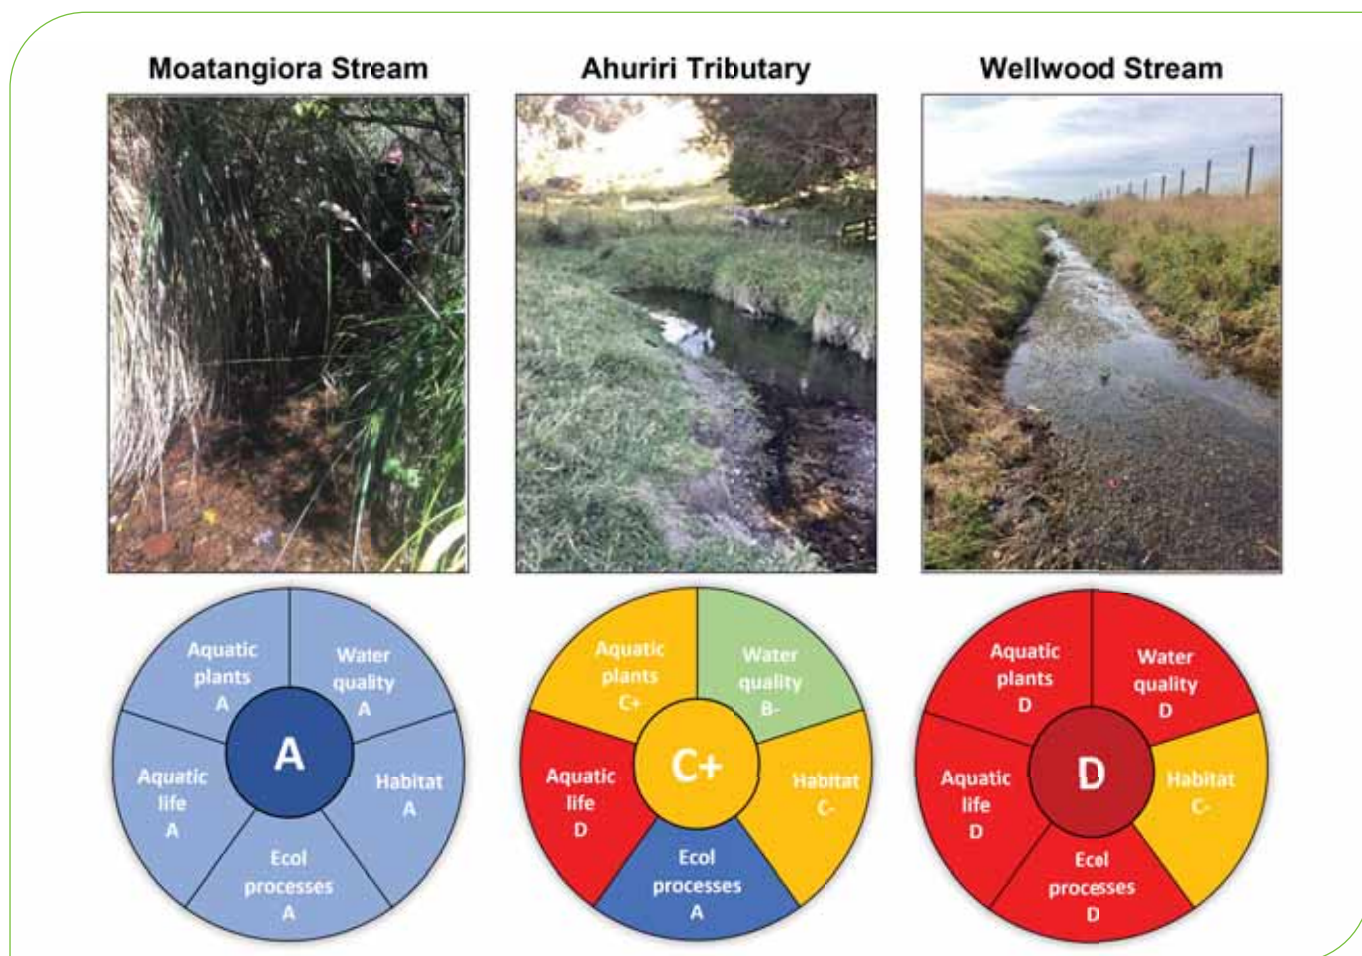 Moatangiora Stream
Ahuriri Tributary
Wellwood Stream
Aquatic
plants
A
Water
quality
A
Habitat
A
Ecol
processes
A
Aquatic
life
A
A
Aquatic
plants
C+
Water
quality
B-
Habitat
C-
Ecol
processes
A
Aquatic
life
D
C+
Aquatic
plants
D
Water
quality
D
Habitat
C-
Ecol
processes
D
Aquatic
life
D
D